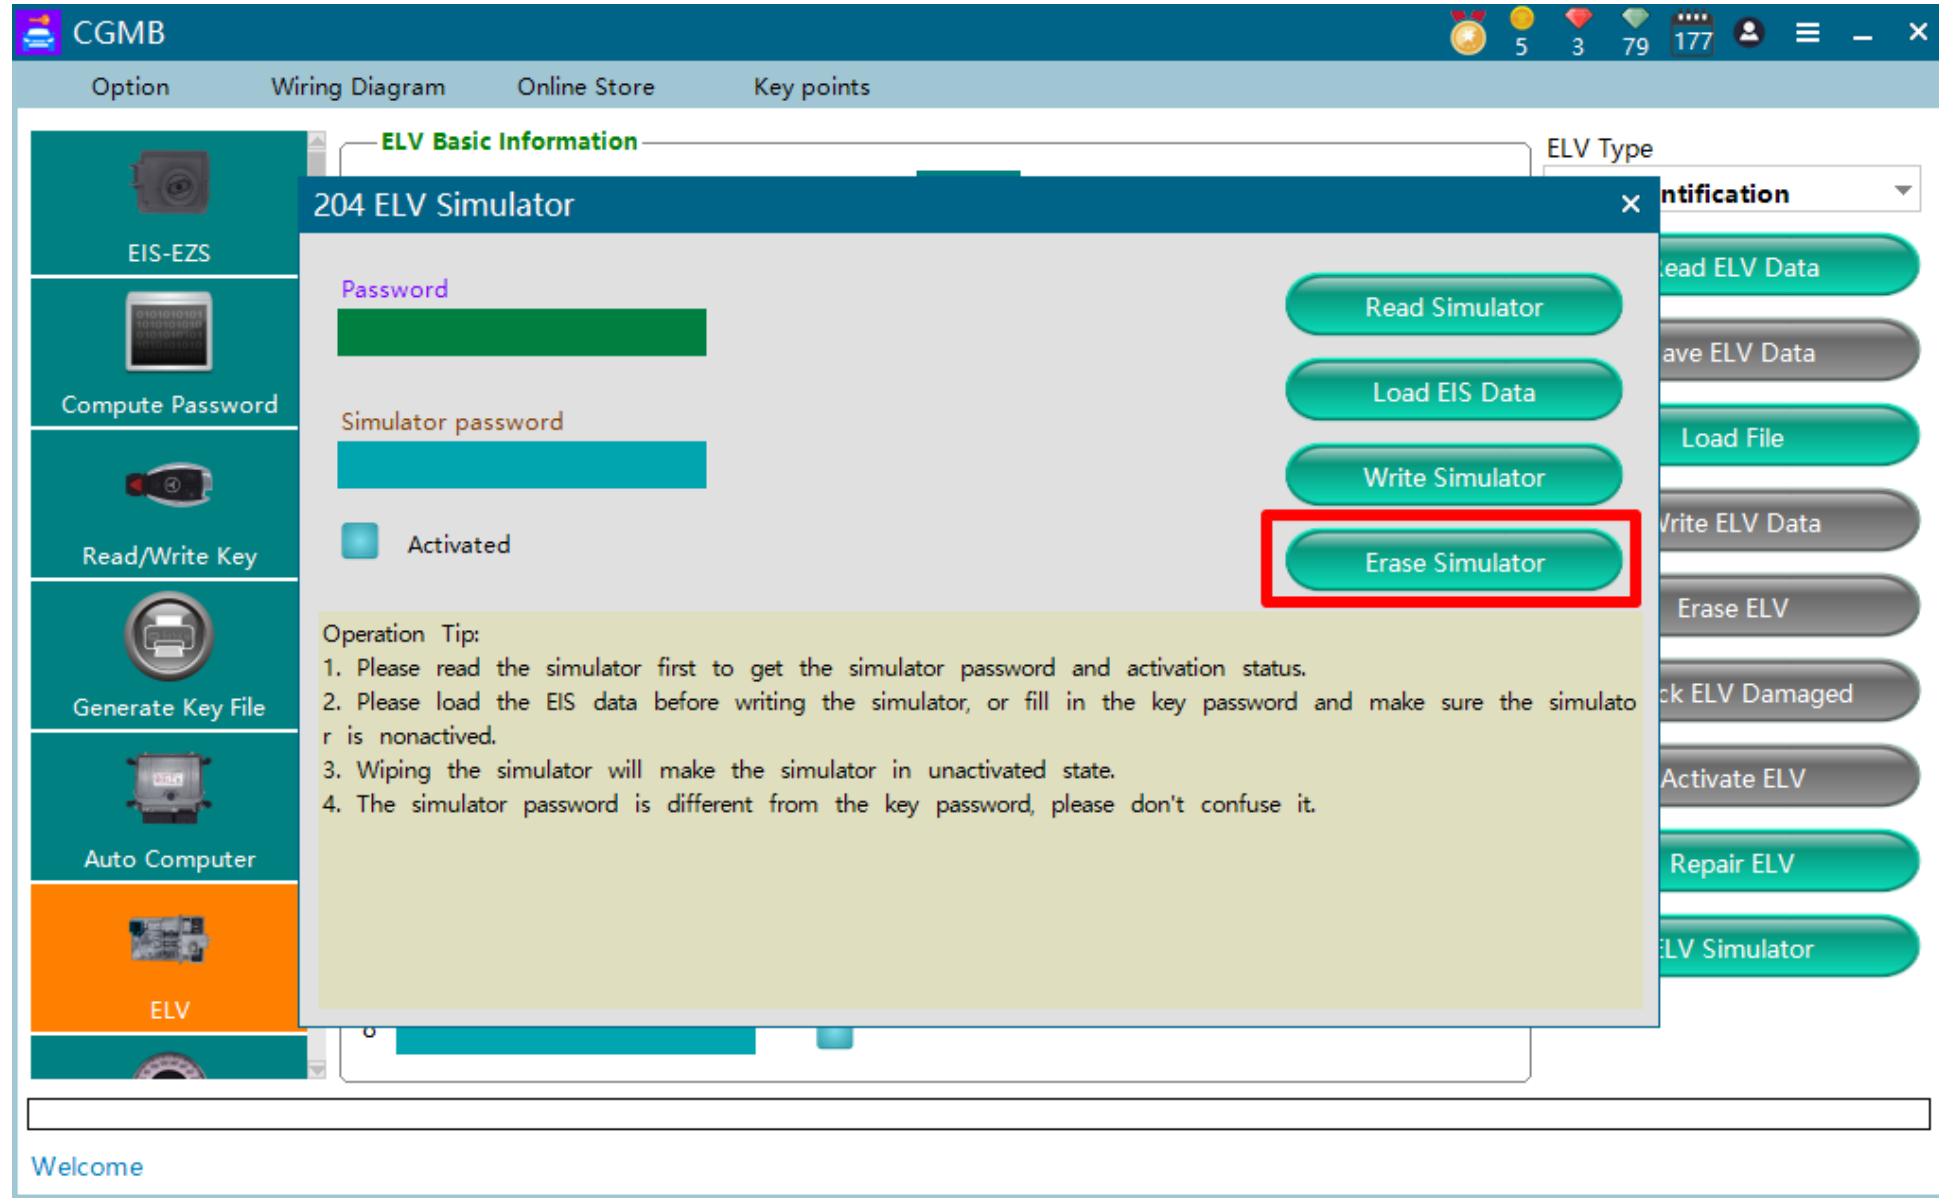 CGMB
5 3 79 177
Option Wiring Diagram Online Store Key points
EIS-EZS
Compute Password
Read/Write Key
Generate Key File
Auto Computer
ELV
ELV Basic Information
204 ELV Simulator
Password
Simulator password
Activated
Read Simulator
Load EIS Data
Write Simulator
Erase Simulator
Operation Tip:
1. Please read the simulator first to get the simulator password and activation status.
2. Please load the EIS data before writing the simulator, or fill in the key password and make sure the simulato
r is nonactived.
3. Wiping the simulator will make the simulator in unactivated state.
4. The simulator password is different from the key password, please don't confuse it.
ELV Type
ntification
ead ELV Data
ave ELV Data
Load File
rite ELV Data
Erase ELV
ck ELV Damaged
Activate ELV
Repair ELV
ELV Simulator
Welcome